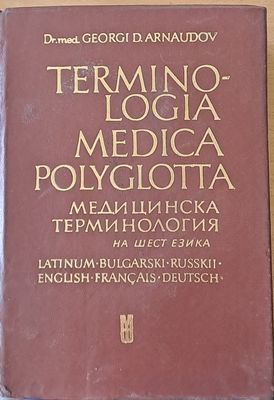 Dr. med. GEORGI D. ARNAUDOV
TERMINO-
LOGIA
MEDICA
POLYGLOTTA
МЕДИЦИНСКА
ТЕРМИНОЛОГИЯ
НА ШЕСТ ЕЗИКА
LATINUM·BULGARSKI·RUSSKIJ·
ENGLISH·FRANÇAIS·DEUTSCH·